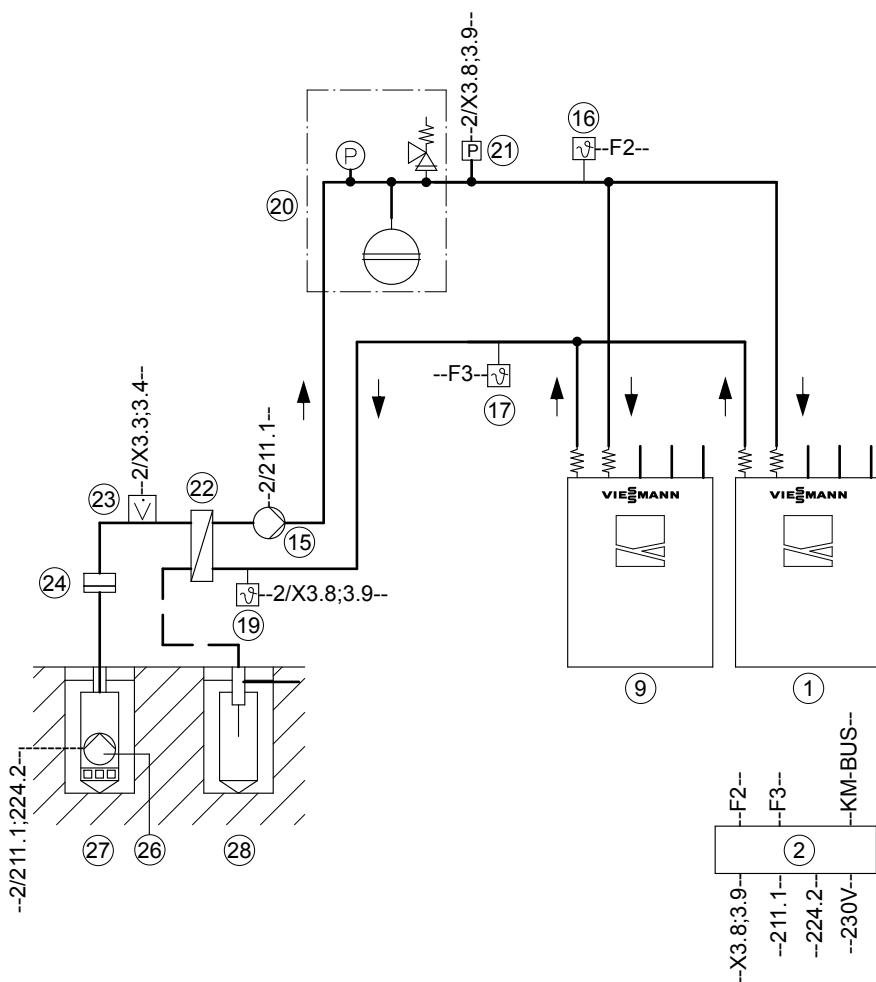 --2/X3.8;3.9--
16
P
P
21
--F2--
20
--2/X3.3;3.4--
--2/211.1--
--F3--
17
23
22
15
24
--2/X3.8;3.9--
19
VIESSMANN
VIESSMANN
9
1
--2/211.1;224.2--
27
26
28
--F2--
--F3--
--KM-BUS--
2
--X3.8;3.9--
--211.1--
--224.2--
--230V--